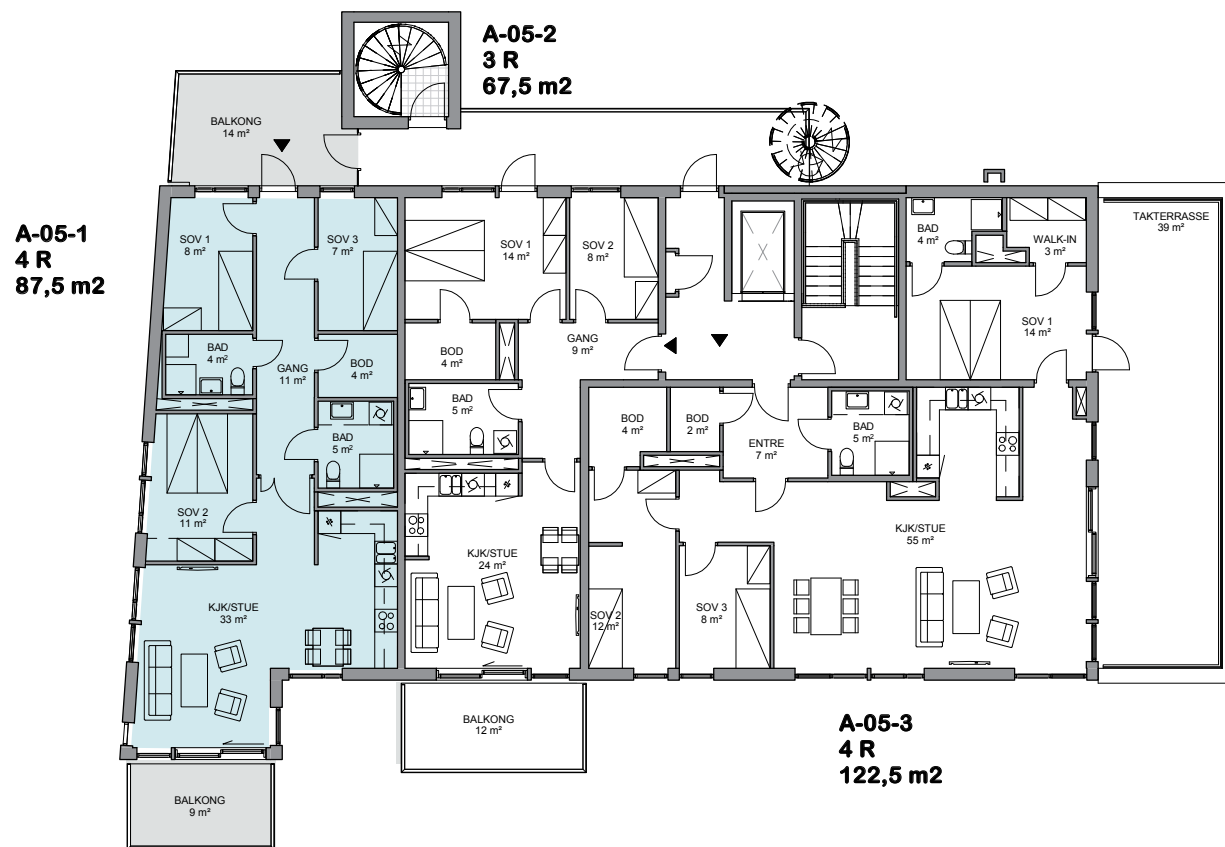 A-05-2
3 R
67,5 m2
BALKONG
14 m²
A-05-1
4 R
87,5 m2
SOV 1
8 m²
SOV 3
7 m²
SOV 1
14 m²
SOV 2
8 m²
BAD
4 m²
WALK-IN
3 m²
TAKTERRASSE
39 m²
SOV 1
14 m²
BAD
4 m²
GANG
11 m²
BOD
4 m²
BOD
4 m²
GANG
9 m²
BAD
5 m²
BAD
5 m²
BOD
4 m²
BOD
2 m²
ENTRE
7 m²
BAD
5 m²
SOV 2
11 m²
KJK/STUE
24 m²
KJK/STUE
55 m²
KJK/STUE
33 m²
SOV 2
12 m²
SOV 3
8 m²
BALKONG
12 m²
A-05-3
4 R
122,5 m2
BALKONG
9 m²